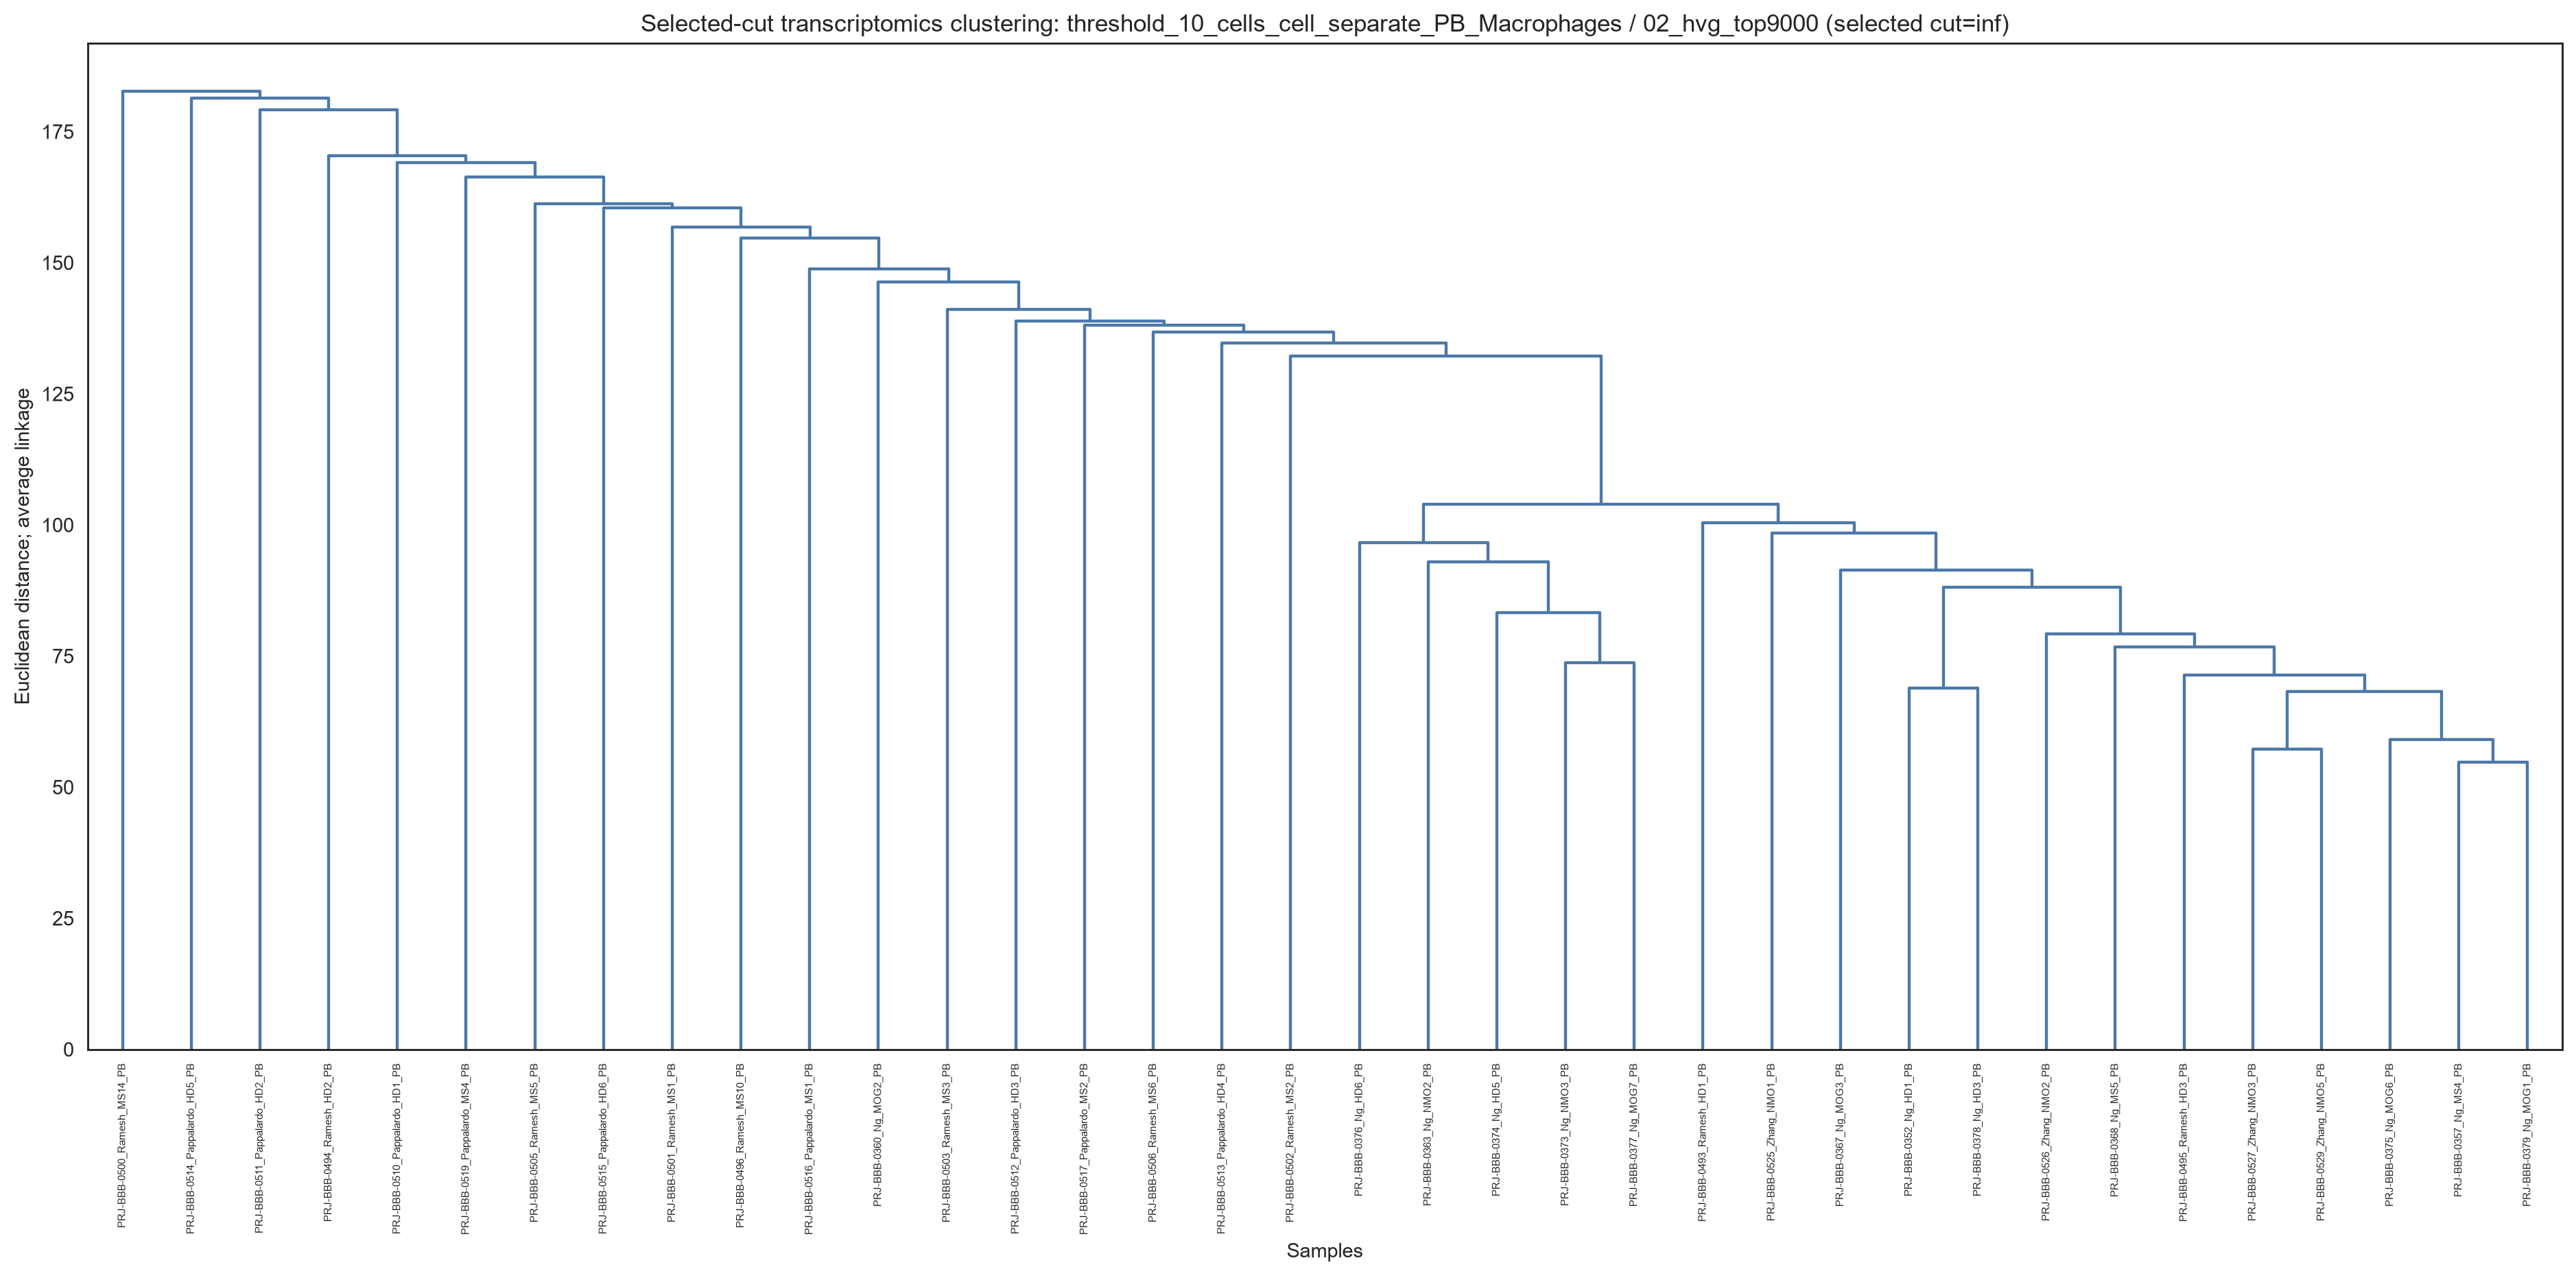 Selected-cut transcriptomics clustering: threshold_10_cells_cell_separate_PB_Macrophages / 02_hvg_top9000 (selected cut=inf)
Euclidean distance; average linkage
175
150
125
100
75
50
25
0
PRJ-BBB-0500_Ramesh_MS14_PB
PRJ-BBB-0514_Pappalardo_HD5_PB
PRJ-BBB-0511_Pappalardo_HD2_PB
PRJ-BBB-0494_Ramesh_HD2_PB
PRJ-BBB-0510_Pappalardo_HD1_PB
PRJ-BBB-0519_Pappalardo_MS4_PB
PRJ-BBB-0505_Ramesh_MS5_PB
PRJ-BBB-0515_Pappalardo_HD6_PB
PRJ-BBB-0501_Ramesh_MS1_PB
PRJ-BBB-0496_Ramesh_MS10_PB
PRJ-BBB-0516_Pappalardo_MS1_PB
PRJ-BBB-0360_Ng_MOG2_PB
PRJ-BBB-0503_Ramesh_MS3_PB
PRJ-BBB-0512_Pappalardo_HD3_PB
PRJ-BBB-0517_Pappalardo_MS2_PB
PRJ-BBB-0506_Ramesh_MS6_PB
PRJ-BBB-0513_Pappalardo_HD4_PB
PRJ-BBB-0502_Ramesh_MS2_PB
PRJ-BBB-0376_Ng_HD6_PB
PRJ-BBB-0363_Ng_NMO2_PB
PRJ-BBB-0374_Ng_HD5_PB
PRJ-BBB-0373_Ng_NMO3_PB
PRJ-BBB-0377_Ng_MOG7_PB
PRJ-BBB-0493_Ramesh_HD1_PB
PRJ-BBB-0525_Zhang_NMO1_PB
PRJ-BBB-0367_Ng_MOG3_PB
PRJ-BBB-0352_Ng_HD1_PB
PRJ-BBB-0378_Ng_HD3_PB
PRJ-BBB-0526_Zhang_NMO2_PB
PRJ-BBB-0368_Ng_MS5_PB
PRJ-BBB-0495_Ramesh_HD3_PB
PRJ-BBB-0527_Zhang_NMO3_PB
PRJ-BBB-0529_Zhang_NMO5_PB
PRJ-BBB-0375_Ng_MOG6_PB
PRJ-BBB-0357_Ng_MS4_PB
PRJ-BBB-0379_Ng_MOG1_PB
Samples